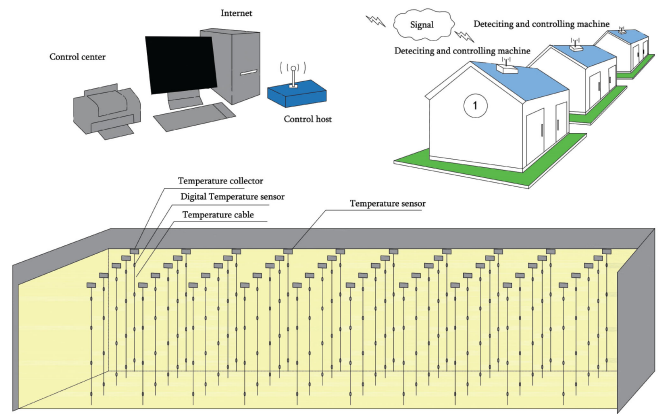 Internet
Control center
Control host
Signal
Deteciting and controlling machine
Deteciting and controlling machine
1
Temperature collector
Digital Temperature sensor
Temperature cable
Temperature sensor